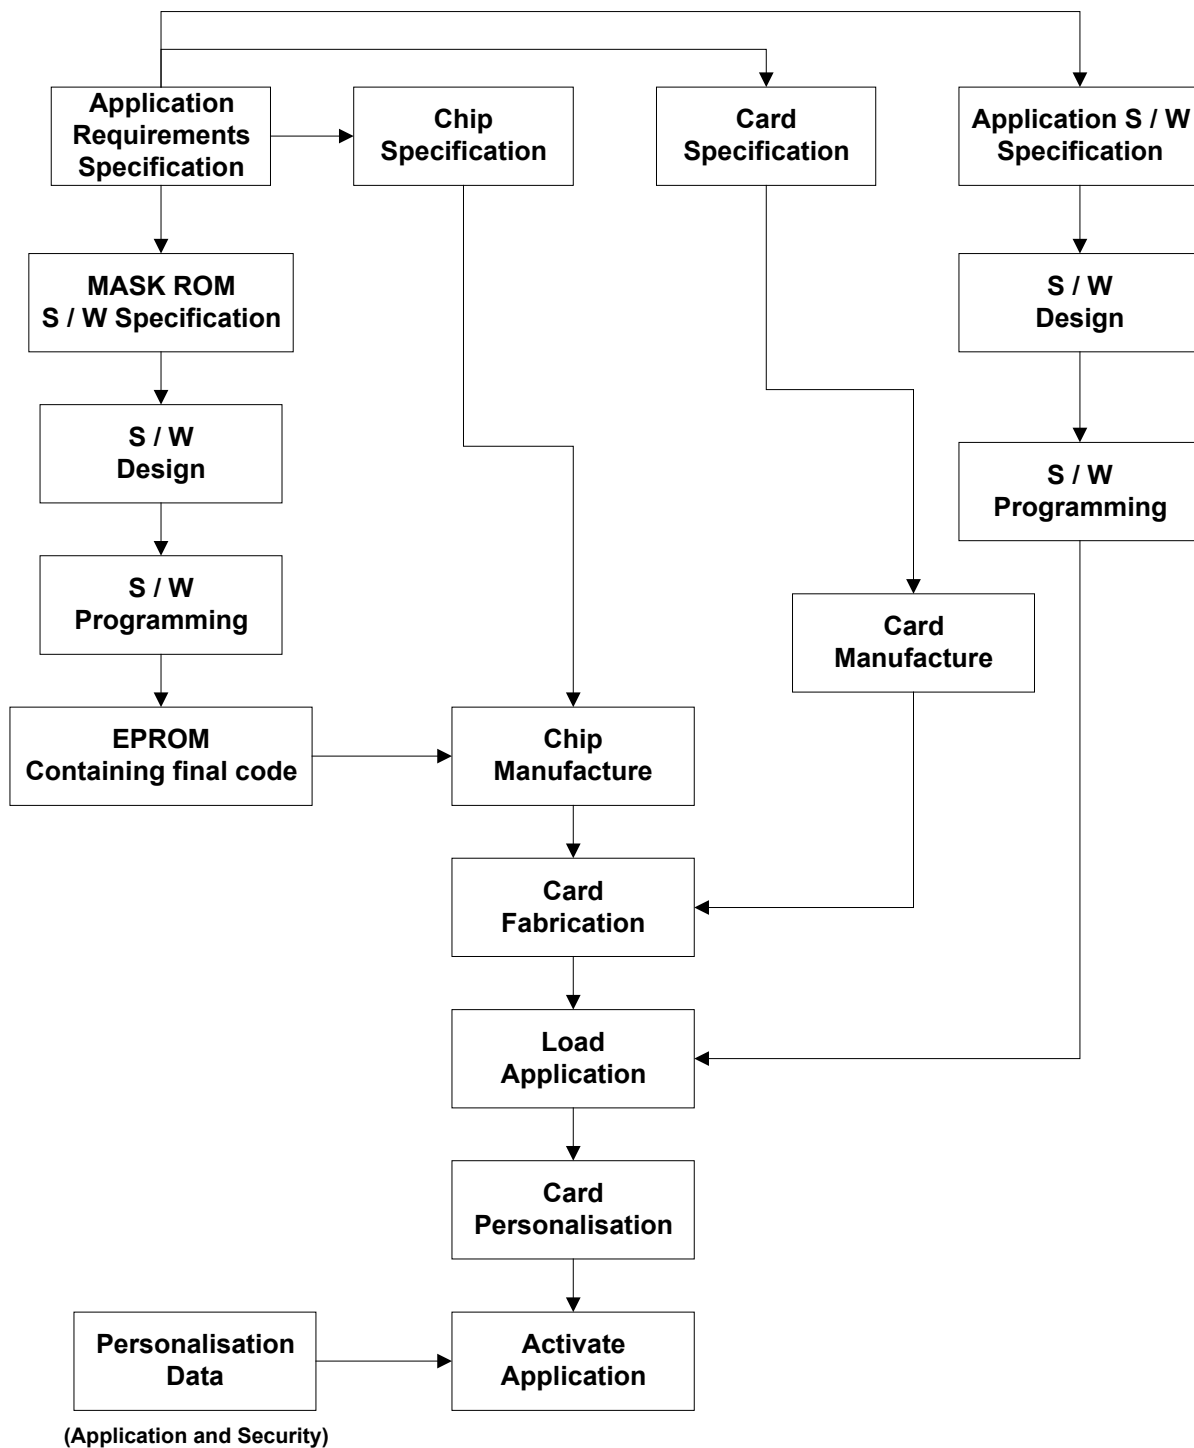 Application
Requirements
Specification
Chip
Specification
Card
Specification
Application S / W
Specification
MASK ROM
S / W Specification
S / W
Design
S / W
Design
S / W
Programming
S / W
Programming
Card
Manufacture
EPROM
Containing final code
Chip
Manufacture
Card
Fabrication
Load
Application
Card
Personalisation
Personalisation
Data
Activate
Application
(Application and Security)